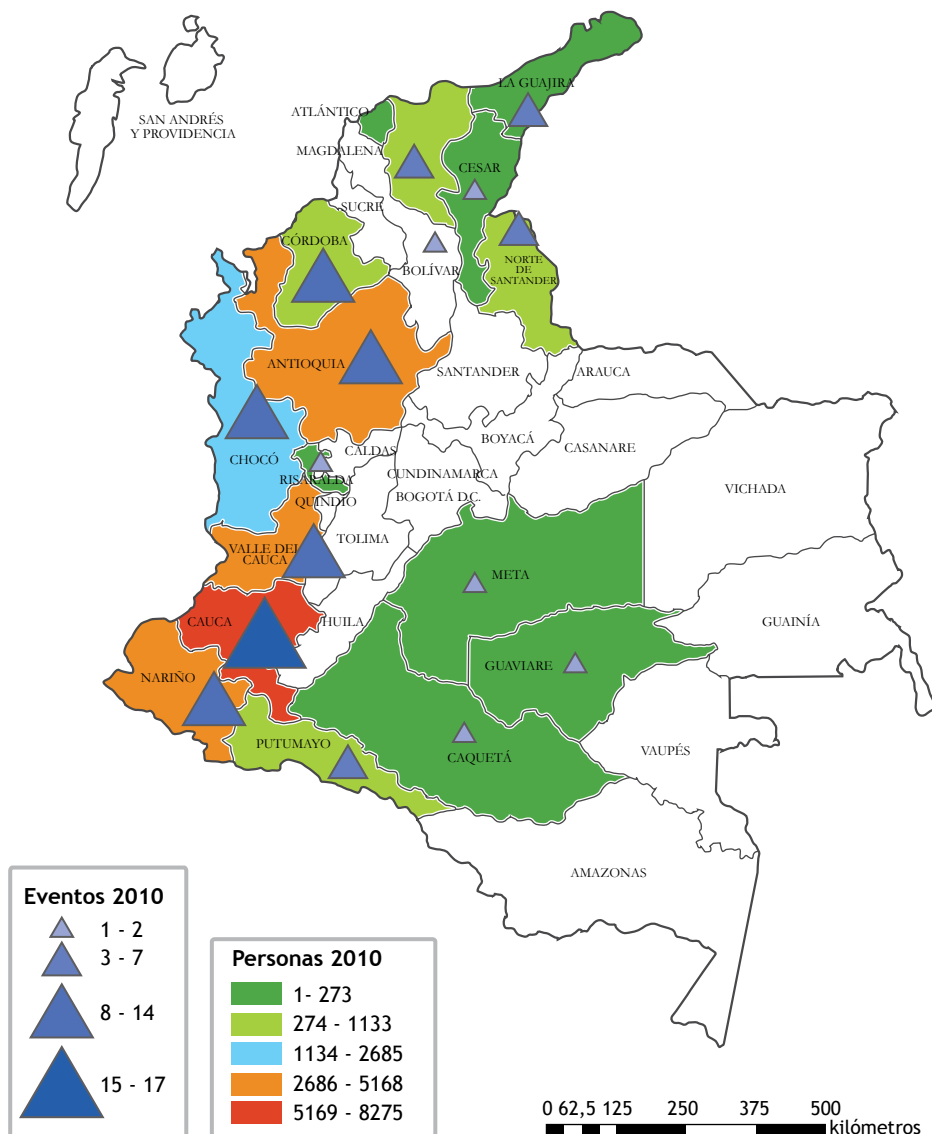 LA GUAJIRA
ATLÁNTICO
SAN ANDRÉS
Y PROVIDENCIA
MAGDALENA
CESAR
SUCRE
CÓRDOBA
BOLÍVAR
NORTE
DE
SANTANDER
ANTIOQUIA
SANTANDER
ARAUCA
BOYACÁ
CASANARE
CHOCÓ
CALDAS
CUNDINAMARCA
RISARALDA
BOGOTÁ D.C.
QUINDÍO
VICHADA
TOLIMA
VALLE DEL
CAUCA
META
CAUCA
HUILA
GUAINÍA
GUAVIARE
NARIÑO
PUTUMAYO
CAQUETÁ
VAUPÉS
AMAZONAS
Eventos 2010
1 - 2
3 - 7
8 - 14
15 - 17
Personas 2010
1- 273
274 - 1133
1134 - 2685
2686 - 5168
5169 - 8275
0 62,5 125 250 375 500
kilómetros